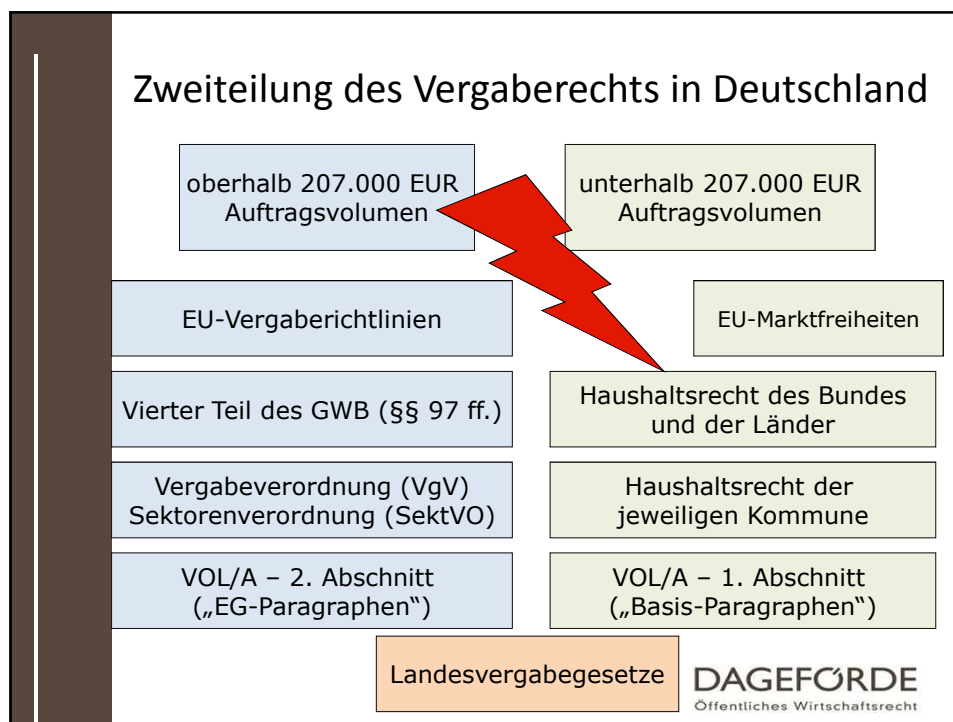 Zweiteilung des Vergaberechts in Deutschland
oberhalb 207.000 EUR
Auftragsvolumen
unterhalb 207.000 EUR
Auftragsvolumen
EU-Vergaberichtlinien
EU-Marktfreiheiten
Vierter Teil des GWB (§§ 97 ff.)
Haushaltsrecht des Bundes
und der Länder
Vergabeverordnung (VgV)
Sektorenverordnung (SektVO)
Haushaltsrecht der
jeweiligen Kommune
VOL/A – 2. Abschnitt
(„EG-Paragraphen“)
VOL/A – 1. Abschnitt
(„Basis-Paragraphen“)
Landesvergabegesetze
DAGEFÖRDE
Öffentliches Wirtschaftsrecht